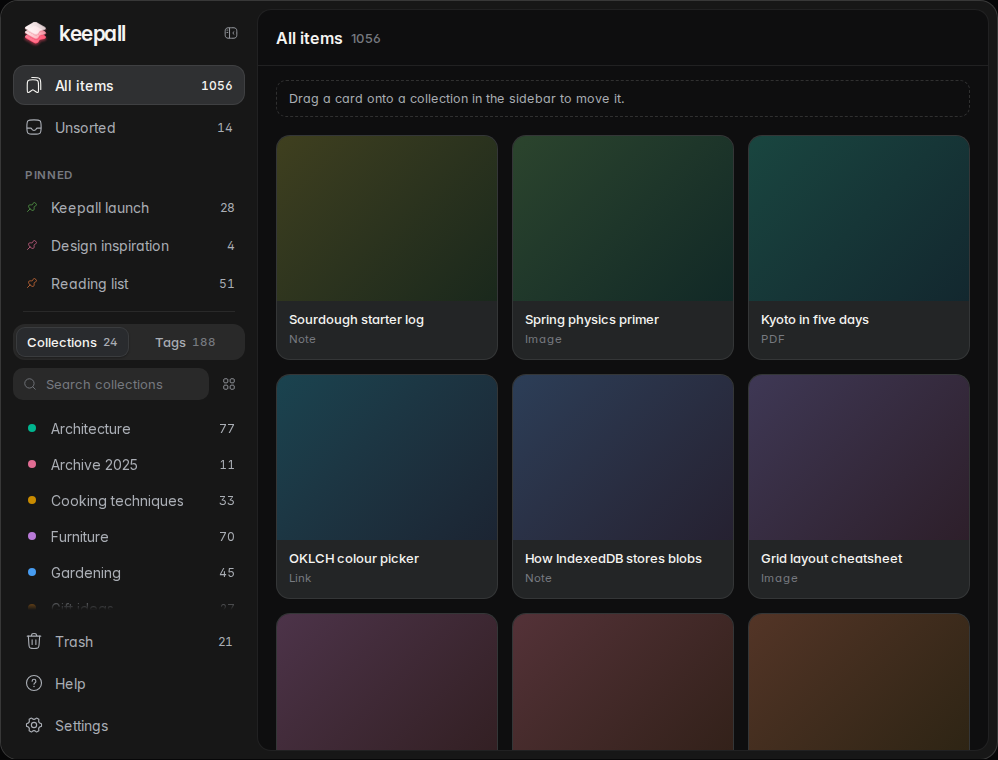 keepall
All items 1056
Unsorted 14
PINNED
Keepall launch 28
Design inspiration 4
Reading list 51
Collections 24 Tags 188
Search collections
Architecture 77
Archive 2025 11
Cooking techniques 33
Furniture 70
Gardening 45
Gift ideas 27
Trash 21
Help
Settings
All items 1056
Drag a card onto a collection in the sidebar to move it.
Sourdough starter log
Note
Spring physics primer
Image
Kyoto in five days
PDF
OKLCH colour picker
Link
How IndexedDB stores blobs
Note
Grid layout cheatsheet
Image